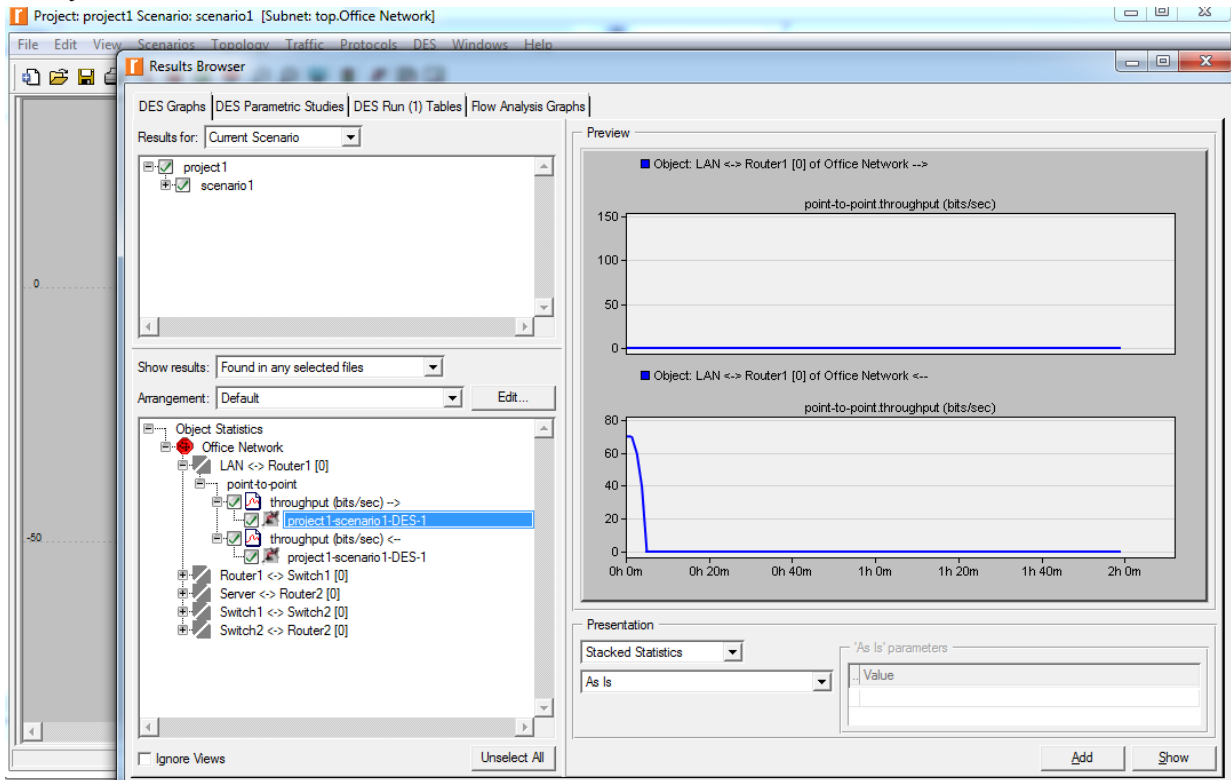 Project: project1 Scenario: scenario1  [Subnet: top.Office Network]
File Edit View Scenarios Topology Traffic Protocols DES Windows Help
Results Browser
DES Graphs DES Parametric Studies DES Run (1) Tables Flow Analysis Graphs
Results for: Current Scenario
project1
scenario1
Show results: Found in any selected files
Arrangement: Default Edit...
Object Statistics
Office Network
LAN <-> Router1 [0]
point-to-point
throughput (bits/sec) -->
project1-scenario1-DES-1
throughput (bits/sec) <--
project1-scenario1-DES-1
Router1 <-> Switch1 [0]
Server <-> Router2 [0]
Switch1 <-> Switch2 [0]
Switch2 <-> Router2 [0]
Ignore Views Unselect All
0
-50
Preview
Object: LAN <-> Router1 [0] of Office Network -->
point-to-point.throughput (bits/sec)
150
100
50
0
Object: LAN <-> Router1 [0] of Office Network <--
point-to-point.throughput (bits/sec)
80
60
40
20
0
0h 0m 0h 20m 0h 40m 1h 0m 1h 20m 1h 40m 2h 0m
Presentation
Stacked Statistics
As Is
'As Is' parameters
.. Value
Add Show